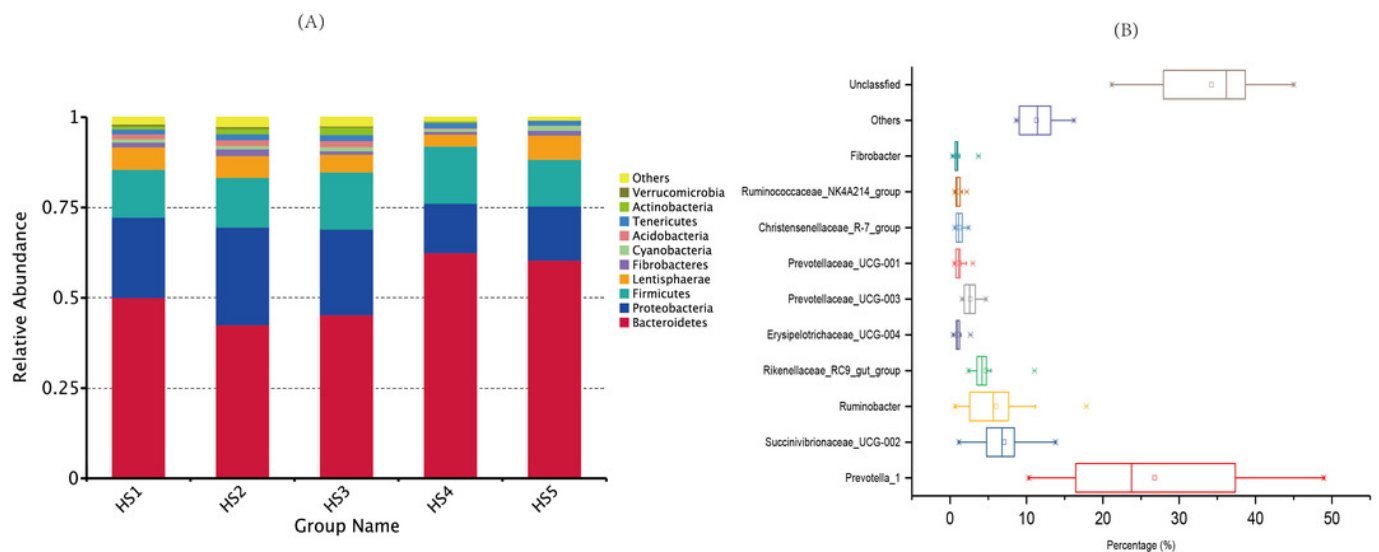 (A)
Relative Abundance
1
0.75
0.5
0.25
0
HS1
HS2
HS3
HS4
HS5
Group Name
Others
Verrucomicrobia
Actinobacteria
Tenericutes
Acidobacteria
Cyanobacteria
Fibrobacteres
Lentisphaerae
Firmicutes
Proteobacteria
Bacteroidetes
(B)
Unclassfied
Others
Fibrobacter
Ruminococcaceae_NK4A214_group
Christensenellaceae_R-7_group
Prevotellaceae_UCG-001
Prevotellaceae_UCG-003
Erysipelotrichaceae_UCG-004
Rikenellaceae_RC9_gut_group
Ruminobacter
Succinivibrionaceae_UCG-002
Prevotella_1
0 10 20 30 40 50
Percentage (%)